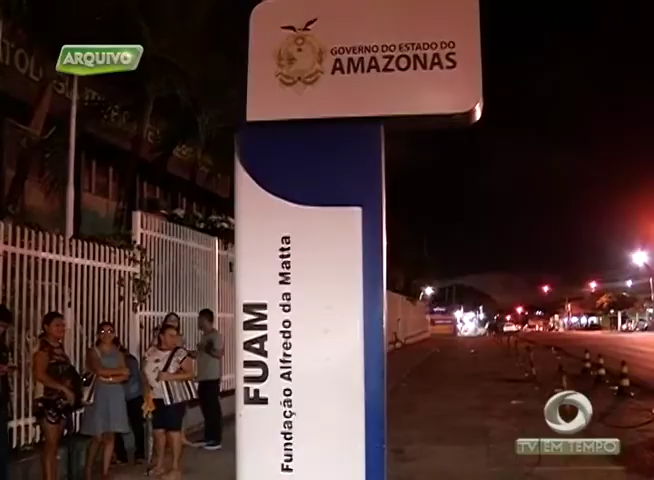 ARQUIVO
GOVERNO DO ESTADO DO
AMAZONAS
FUAM
Fundação Alfredo da Matta
TV EM TEMPO